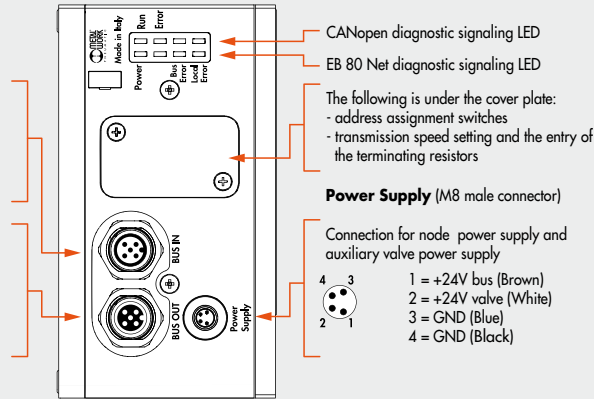 METAL
WORK
PNEUMATIC
Made in Italy
Run
Error
Power
Bus
Error
Local
Error
CANopen diagnostic signaling LED
EB 80 Net diagnostic signaling LED
The following is under the cover plate:
- address assignment switches
- transmission speed setting and the entry of
the terminating resistors
Power Supply (M8 male connector)
BUS IN
Connection for node power supply and
auxiliary valve power supply
BUS OUT
Power
Supply
4 3
2 1
1 = +24V bus (Brown)
2 = +24V valve (White)
3 = GND (Blue)
4 = GND (Black)